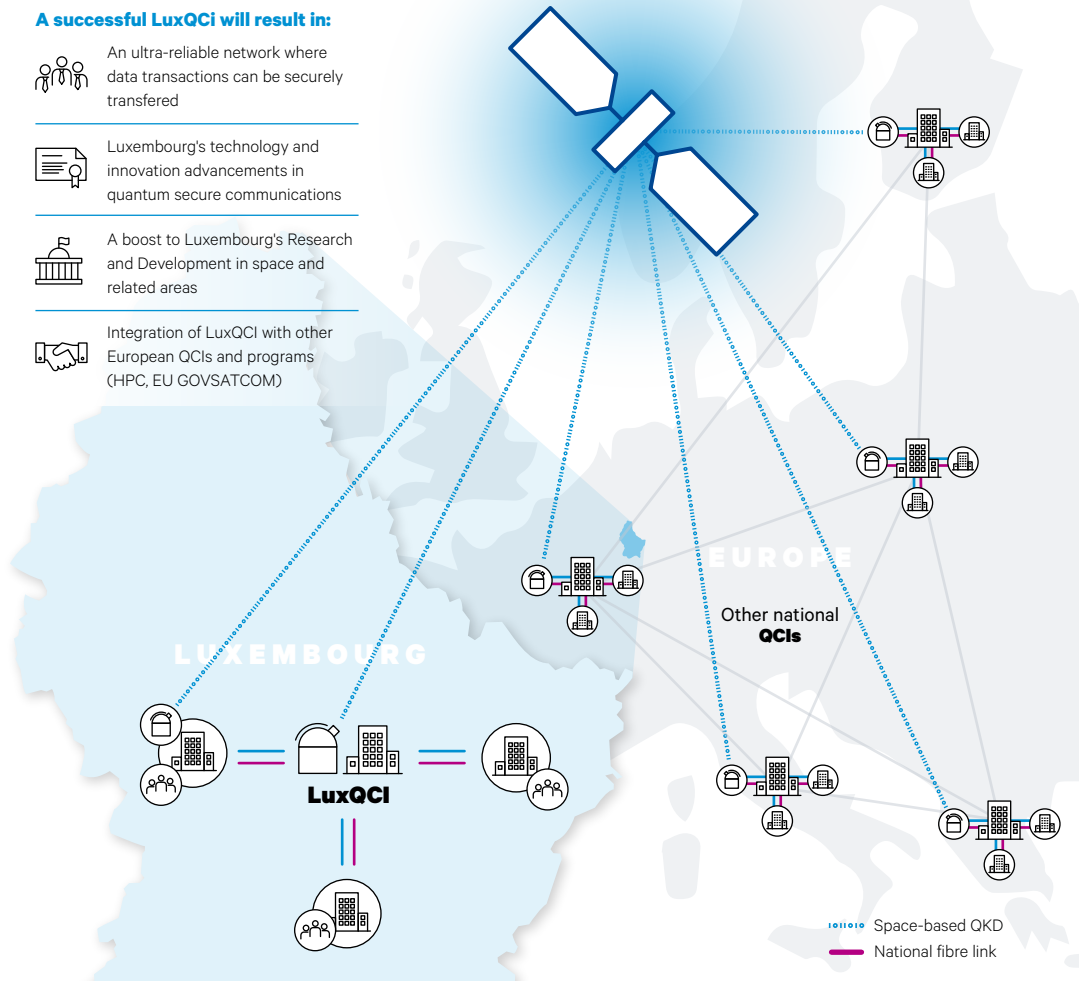 A successful LuxQCi will result in:
An ultra-reliable network where
data transactions can be securely
transfered
Luxembourg's technology and
innovation advancements in
quantum secure communications
A boost to Luxembourg's Research
and Development in space and
related areas
Integration of LuxQCI with other
European QCIs and programs
(HPC, EU GOVSATCOM)
EUROPE
Other national
QCIs
LUXEMBOURG
LuxQCI
Space-based QKD
National fibre link